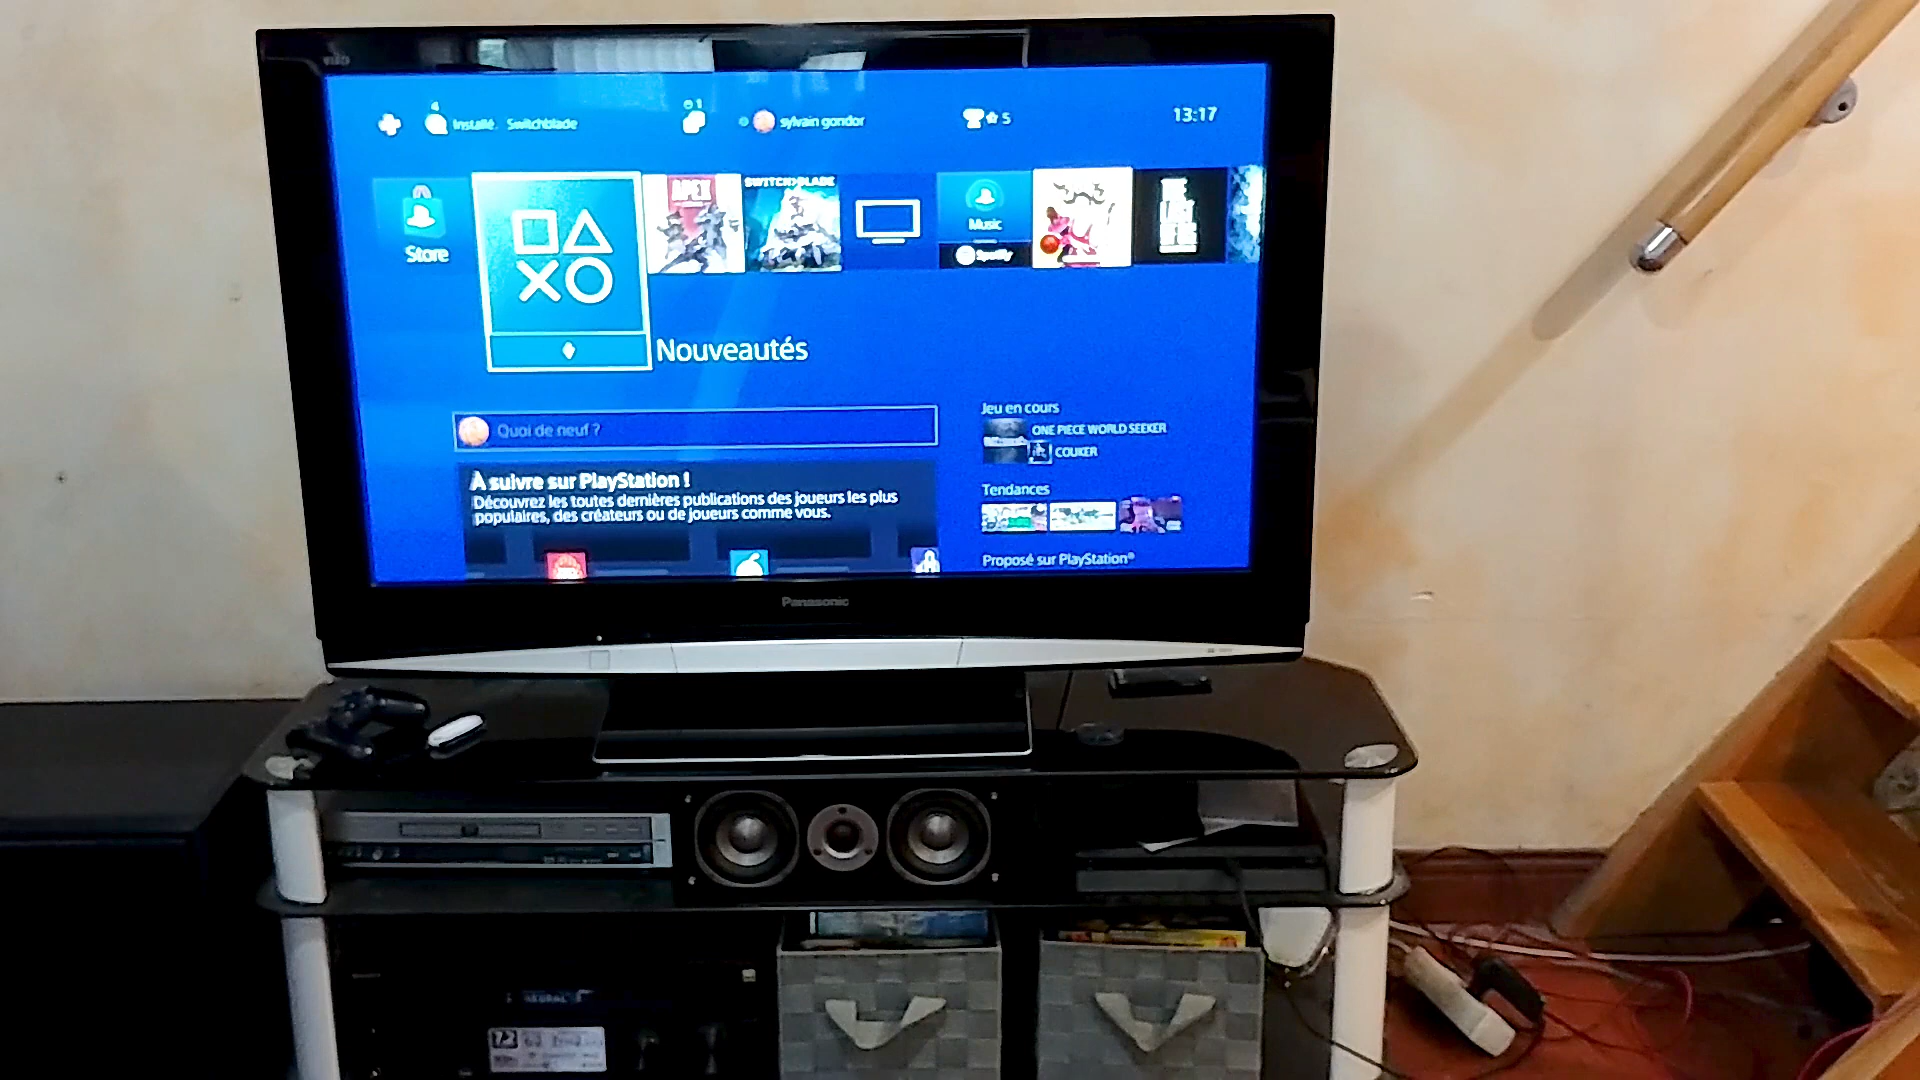 4
Installé Switchblade
1
sylvain gondor
5
13:17
Store
APEX
SWITCHBLADE
Music
Spotify
Nouveautés
Quoi de neuf ?
À suivre sur PlayStation !
Découvrez les toutes dernières publications des joueurs les plus
populaires, des créateurs ou de joueurs comme vous.
Jeu en cours
ONE PIECE WORLD SEEKER
COUKER
Tendances
Proposé sur PlayStation®
Panasonic